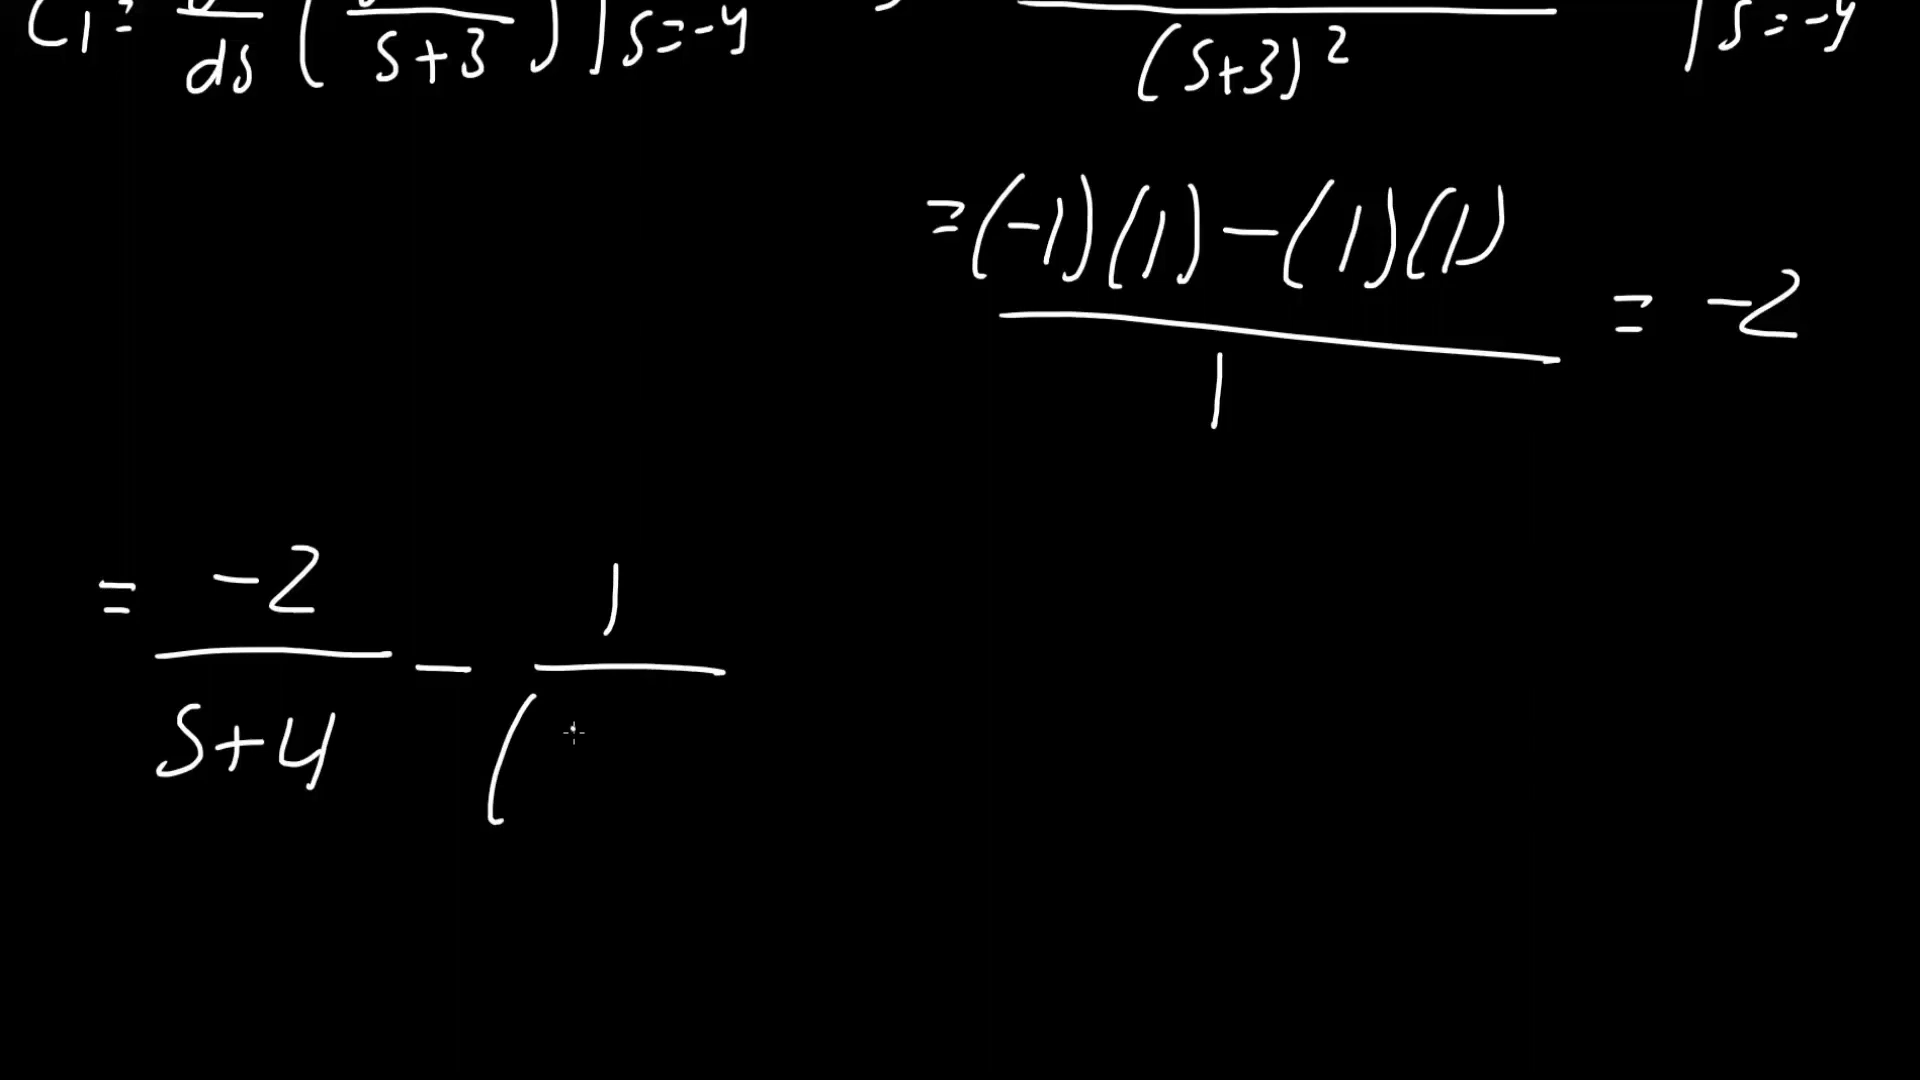 C1 = d/ds ( /s+3 ) | s=-4 = /(s+3)^2 | s=-4
= (-1)(1) - (1)(1) / 1 = -2
= -2/s+4 - 1/(